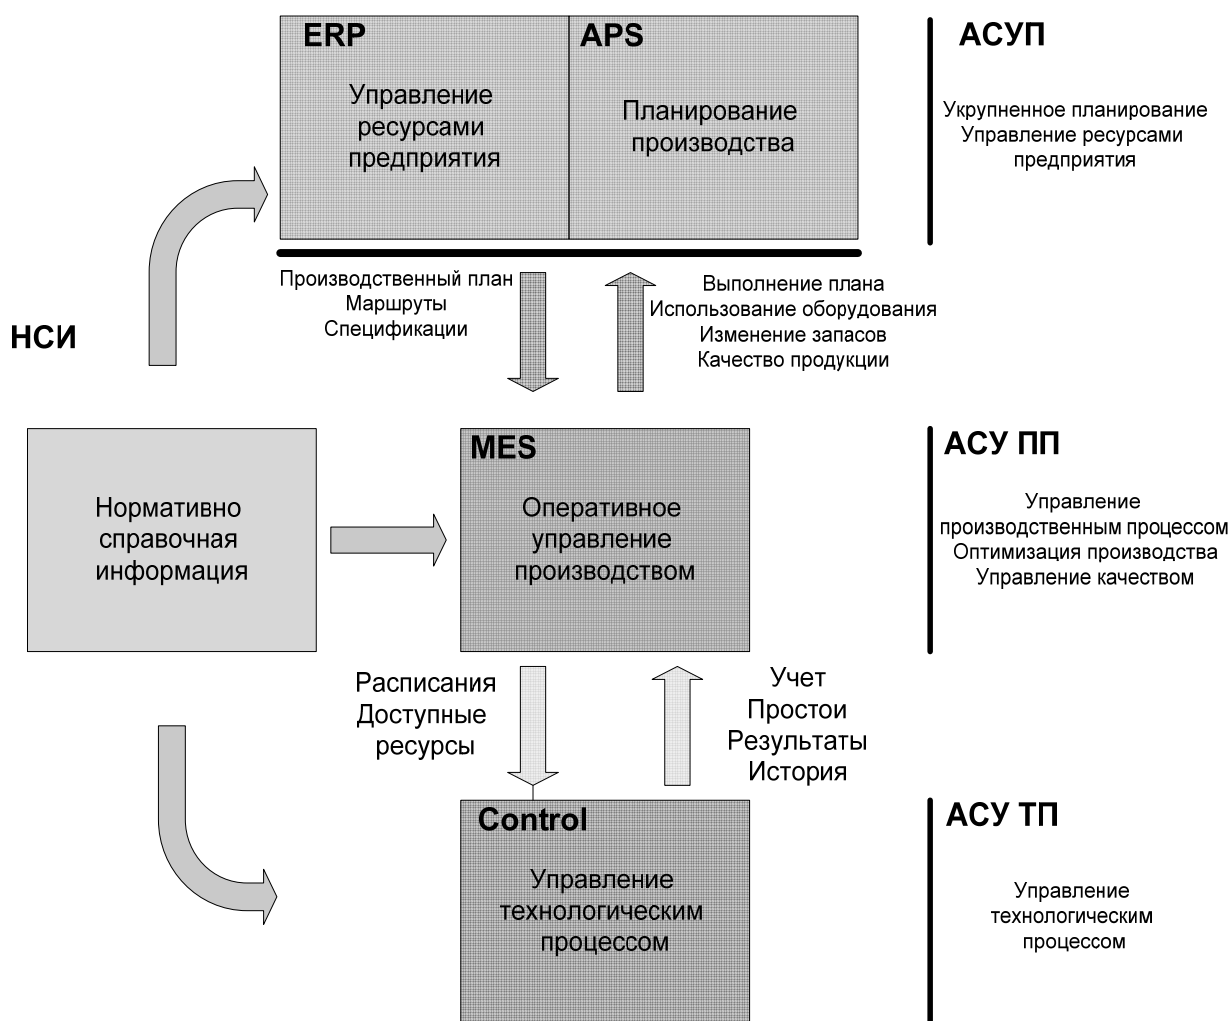 ERP
APS
АСУП
Управление
ресурсами
предприятия
Планирование
производства
Укрупненное планирование
Управление ресурсами
предприятия
Производственный план
Маршруты
Спецификации
Выполнение плана
Использование оборудования
Изменение запасов
Качество продукции
НСИ
Нормативно
справочная
информация
MES
Оперативное
управление
производством
АСУ ПП
Управление
производственным процессом
Оптимизация производства
Управление качеством
Расписания
Доступные
ресурсы
Учет
Простои
Результаты
История
Control
Управление
технологическим
процессом
АСУ ТП
Управление
технологическим
процессом